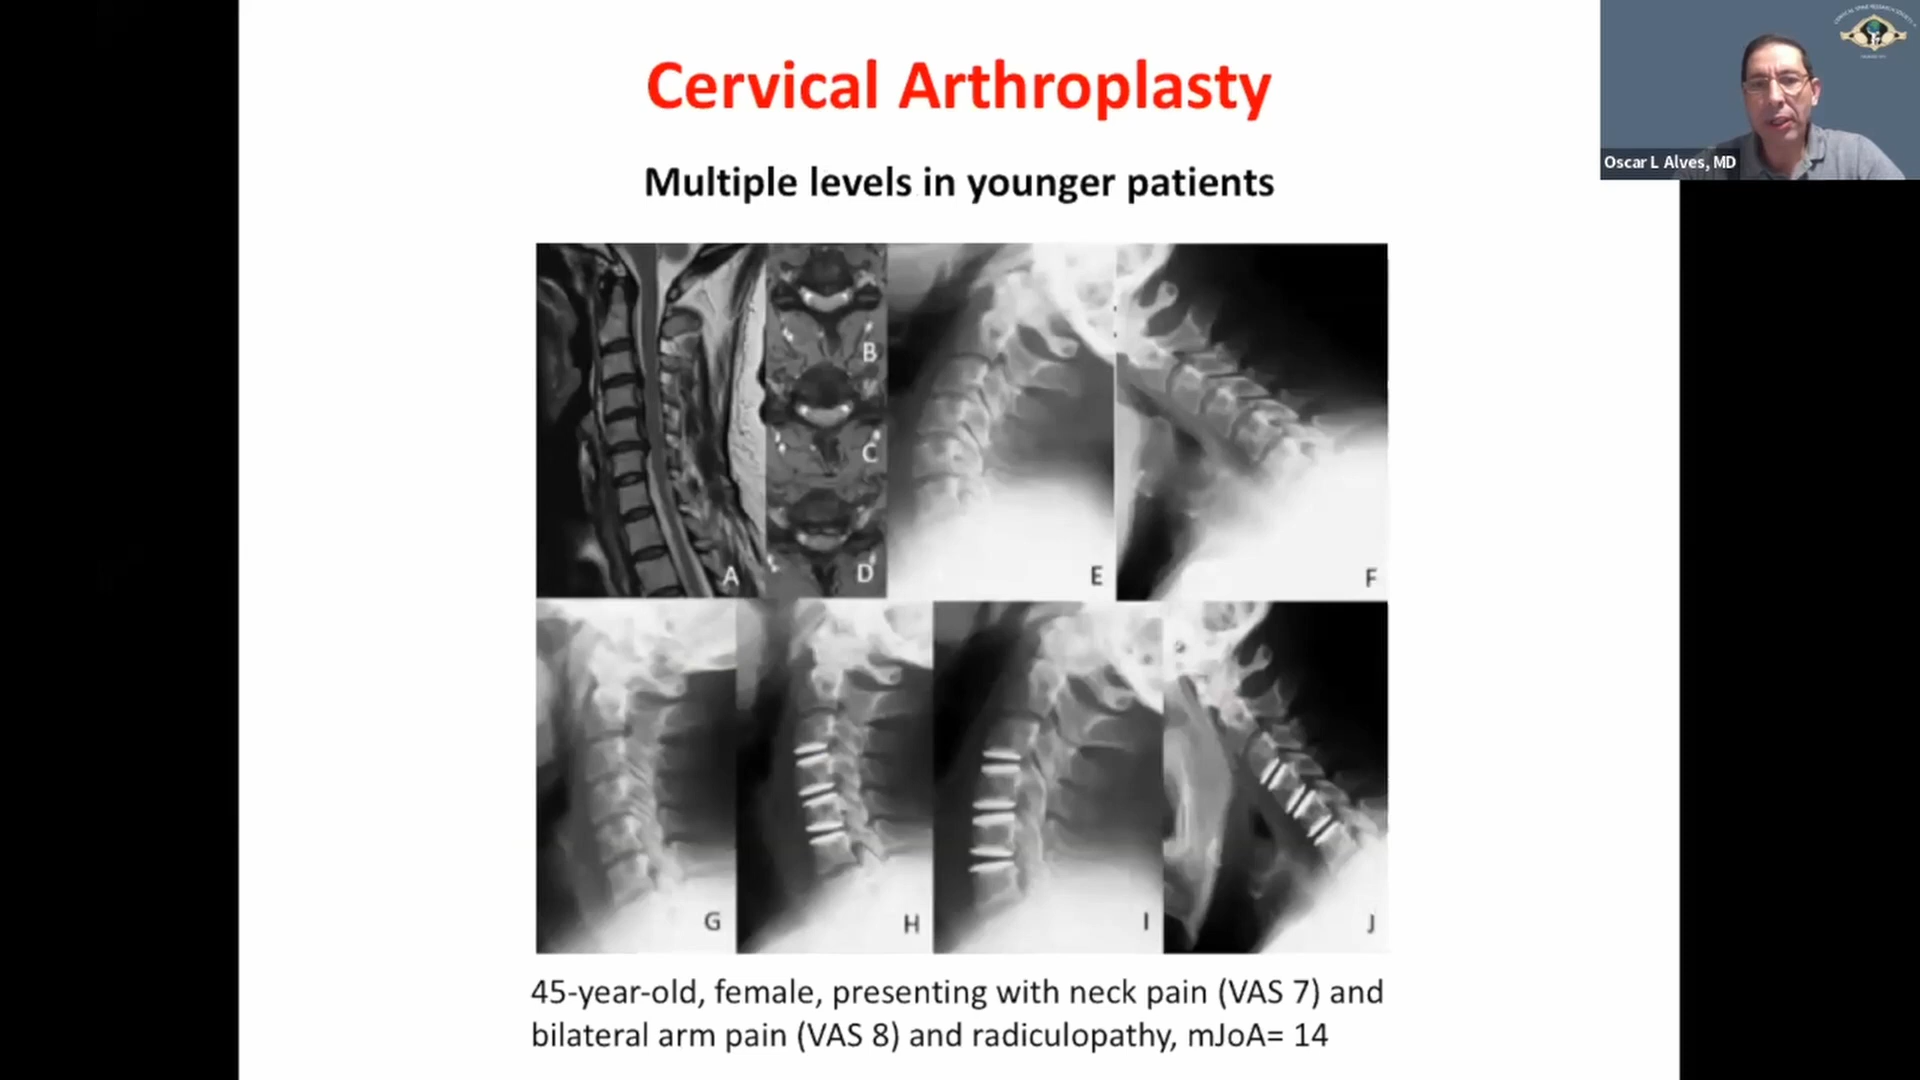 Cervical Arthroplasty
Multiple levels in younger patients
Oscar L Alves, MD
B
C
A
D
E
F
G
H
I
J
45-year-old, female, presenting with neck pain (VAS 7) and
bilateral arm pain (VAS 8) and radiculopathy, mJoA= 14